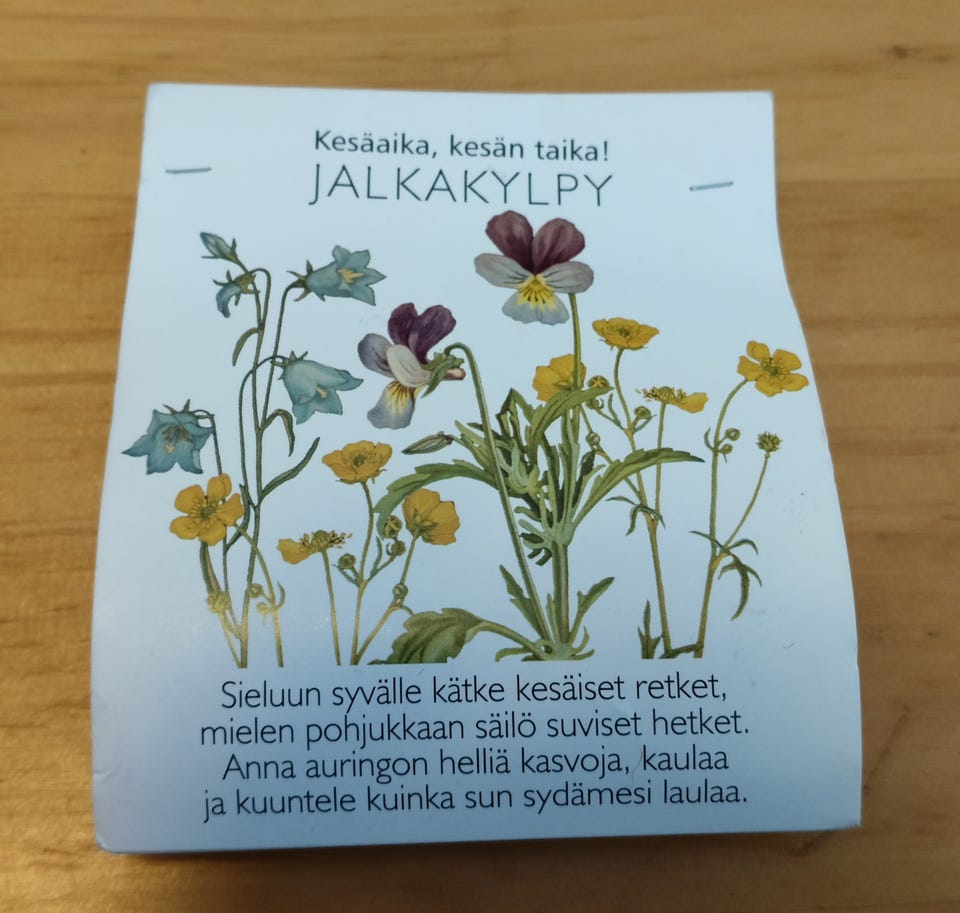 Kesäaika, kesän taika!
JALKAKYLPY
Sieluun syvälle kätke kesäiset retket,
mielen pohjukkaan säilö suviset hetket.
Anna auringon helliä kasvoja, kaulaa
ja kuuntele kuinka sun sydämesi laulaa.